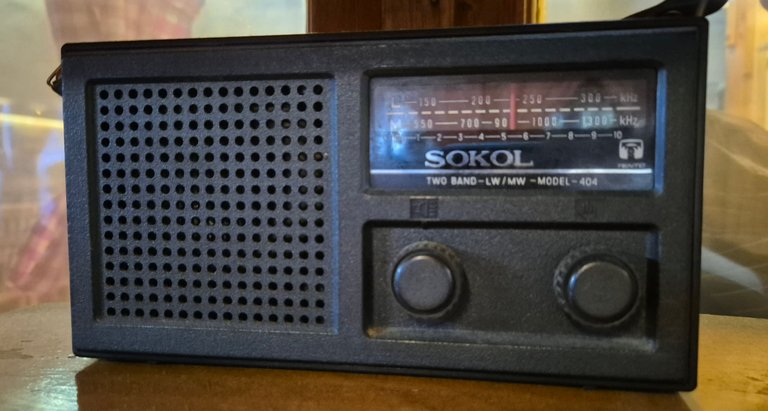 L 150 200 250 300 kHz
M 550 700 90 1000 1300 kHz
1 2 3 4 5 6 7 8 9 10
SOKOL
TWO BAND-LW/MW-MODEL-404